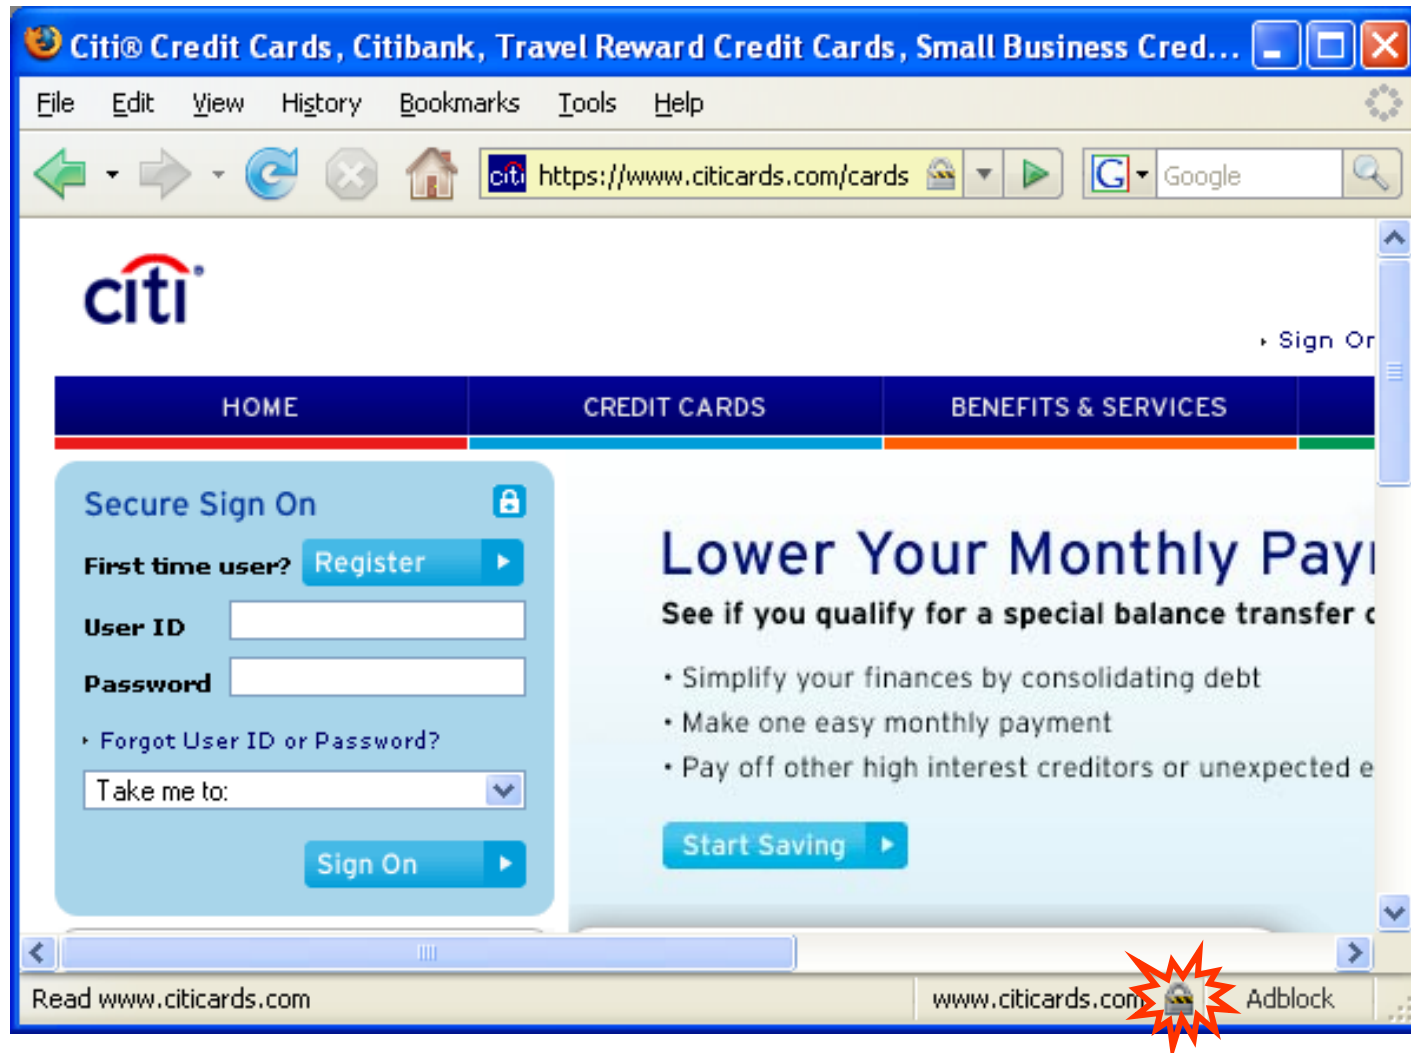 Citi® Credit Cards, Citibank, Travel Reward Credit Cards, Small Business Cred...
File Edit View History Bookmarks Tools Help
citi https://www.citicards.com/cards G Google
citi®
Sign On
HOME CREDIT CARDS BENEFITS & SERVICES
Secure Sign On
First time user? Register
User ID
Password
Forgot User ID or Password?
Take me to:
Sign On
Lower Your Monthly Pay
See if you qualify for a special balance transfer
• Simplify your finances by consolidating debt
• Make one easy monthly payment
• Pay off other high interest creditors or unexpected e
Start Saving
Read www.citicards.com www.citicards.com Adblock